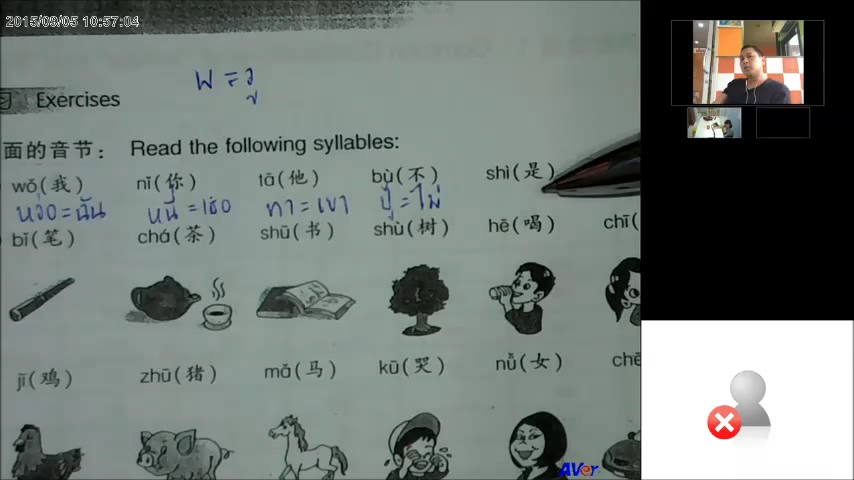 2015/09/05 10:57:04
พ = วู
习 Exercises
面的音节： Read the following syllables:
wǒ(我) nǐ(你) tā(他) bù(不) shì(是)
หว่อ=ฉัน หนี่=เธอ ทา=เขา ปู้=ไม่
bǐ(笔) chá(茶) shū(书) shù(树) hē(喝) chī(
jī(鸡) zhū(猪) mǎ(马) kū(哭) nǚ(女) chē
AVer